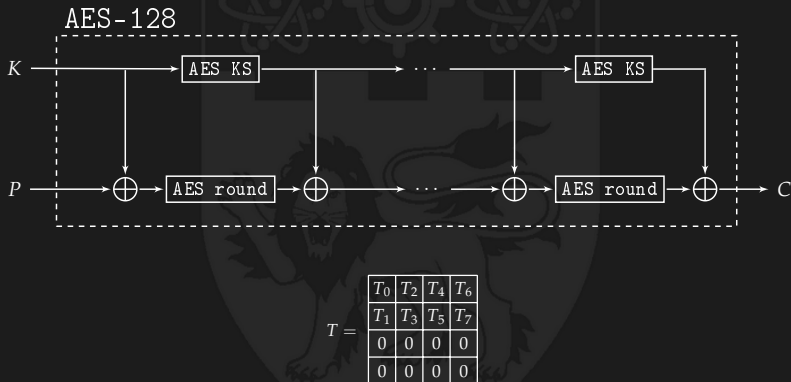 AES-128
K AES KS ... AES KS
P AES round ... AES round C
T₀ T₂ T₄ T₆
T₁ T₃ T₅ T₇
T =
0 0 0 0
0 0 0 0